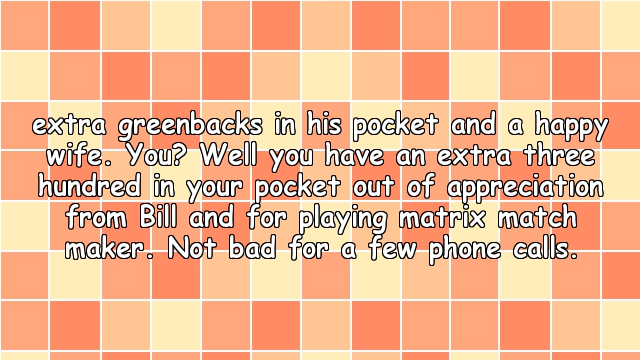 extra greenbacks in his pocket and a happy
wife. You? Well you have an extra three
hundred in your pocket out of appreciation
from Bill and for playing matrix match
maker. Not bad for a few phone calls.